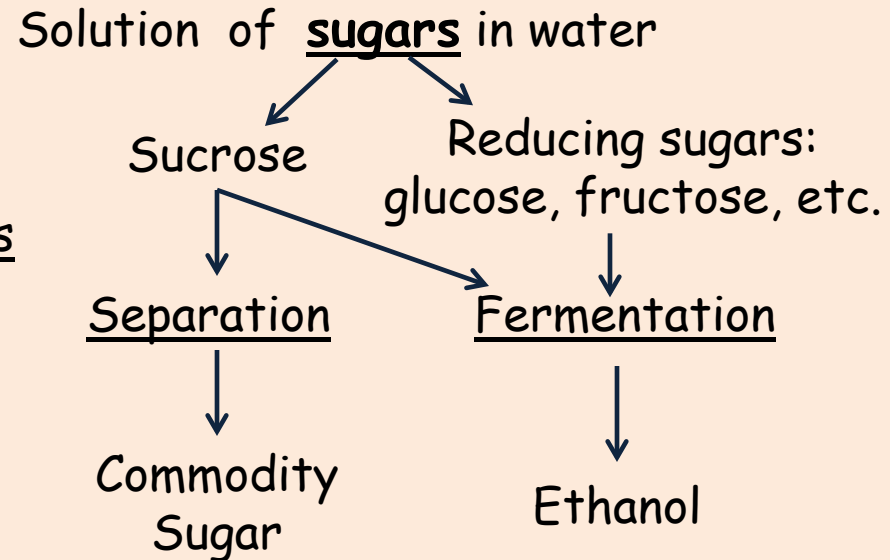 Solution of sugars in water
Sucrose
Reducing sugars:
glucose, fructose, etc.
s
Separation
Fermentation
Commodity
Sugar
Ethanol